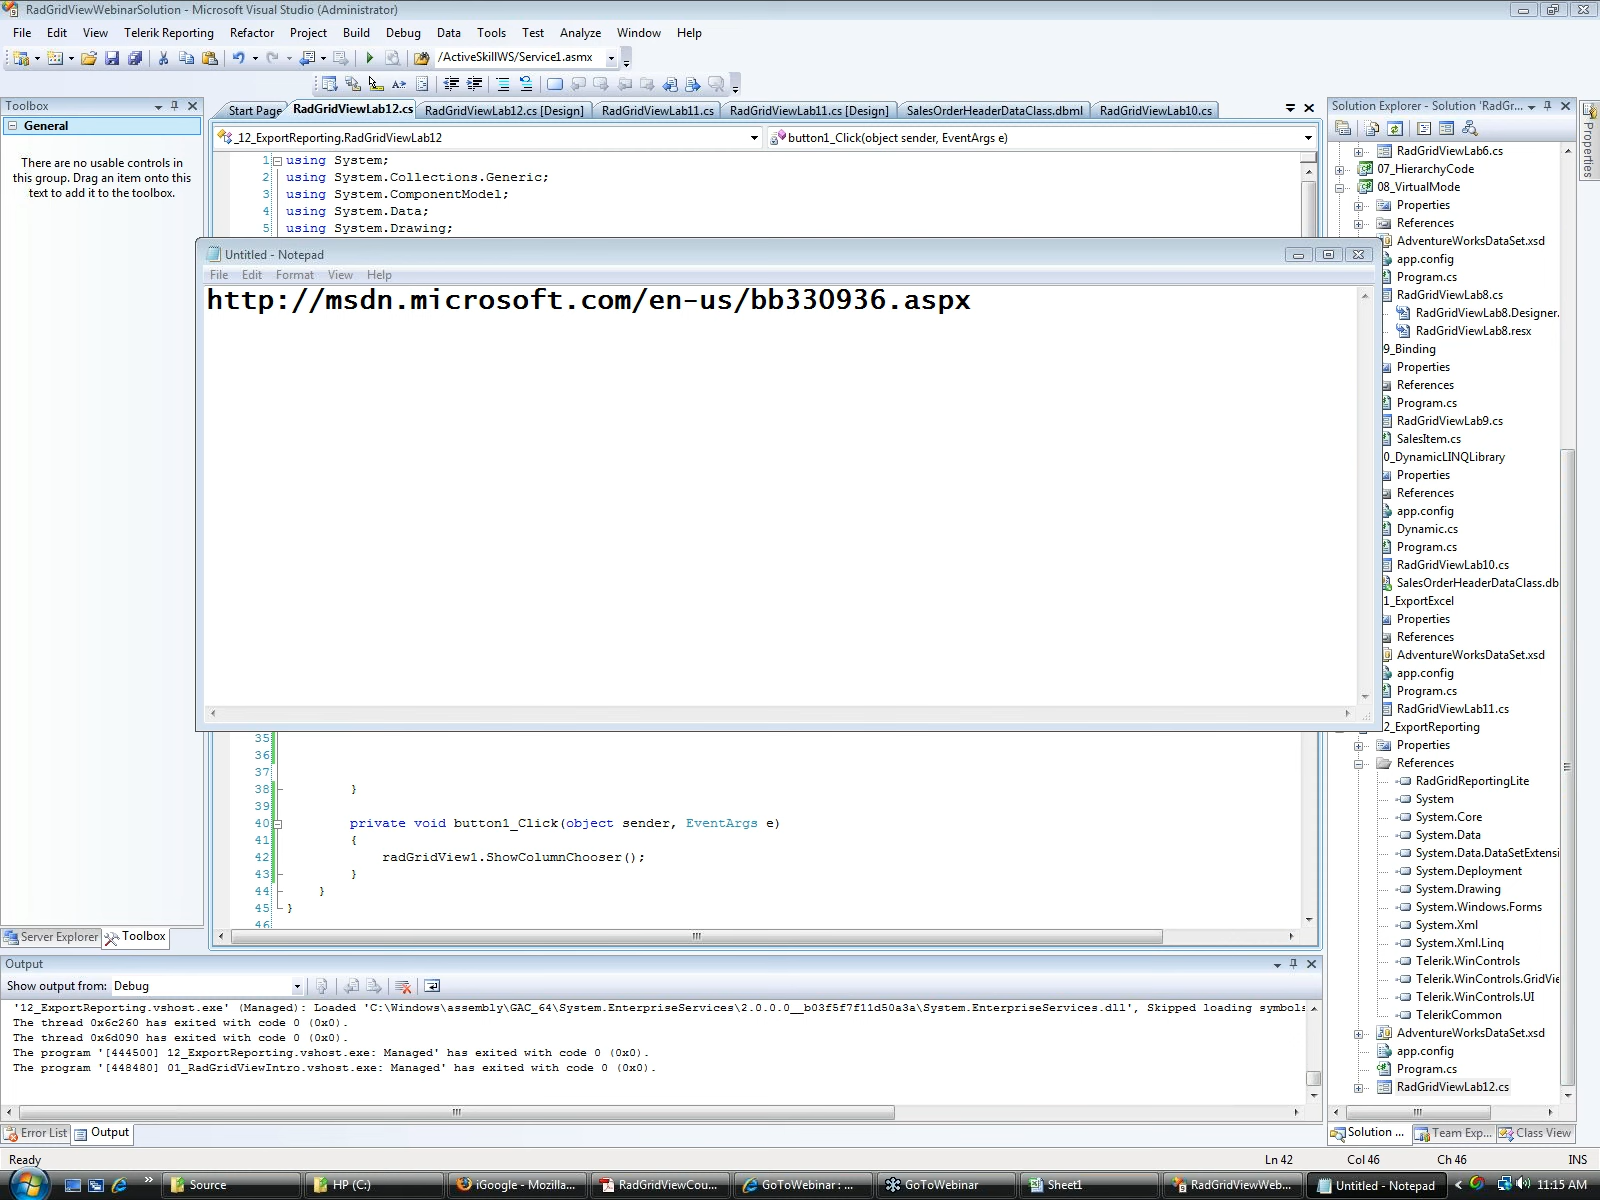 RadGridViewWebinarSolution - Microsoft Visual Studio (Administrator)
File Edit View Telerik Reporting Refactor Project Build Debug Data Tools Test Analyze Window Help
/ActiveSkillWS/Service1.asmx
Toolbox
General
There are no usable controls in
this group. Drag an item onto this
text to add it to the toolbox.
Server Explorer Toolbox
Start Page RadGridViewLab12.cs RadGridViewLab12.cs [Design] RadGridViewLab11.cs RadGridViewLab11.cs [Design] SalesOrderHeaderDataClass.dbml RadGridViewLab10.cs
_12_ExportReporting.RadGridViewLab12 button1_Click(object sender, EventArgs e)
1 using System;
2 using System.Collections.Generic;
3 using System.ComponentModel;
4 using System.Data;
5 using System.Drawing;
Untitled - Notepad
File Edit Format View Help
http://msdn.microsoft.com/en-us/bb330936.aspx
35
36
37
38 }
39
40 private void button1_Click(object sender, EventArgs e)
41 {
42 radGridView1.ShowColumnChooser();
43 }
44 }
45 }
46
Solution Explorer - Solution 'RadGr...
Properties
RadGridViewLab6.cs
07_HierarchyCode
08_VirtualMode
Properties
References
AdventureWorksDataSet.xsd
app.config
Program.cs
RadGridViewLab8.cs
RadGridViewLab8.Designer.
RadGridViewLab8.resx
9_Binding
Properties
References
Program.cs
RadGridViewLab9.cs
SalesItem.cs
0_DynamicLINQLibrary
Properties
References
app.config
Dynamic.cs
Program.cs
RadGridViewLab10.cs
SalesOrderHeaderDataClass.db
1_ExportExcel
Properties
References
AdventureWorksDataSet.xsd
app.config
Program.cs
RadGridViewLab11.cs
2_ExportReporting
Properties
References
RadGridReportingLite
System
System.Core
System.Data
System.Data.DataSetExtensi
System.Deployment
System.Drawing
System.Windows.Forms
System.Xml
System.Xml.Linq
Telerik.WinControls
Telerik.WinControls.GridVie
Telerik.WinControls.UI
TelerikCommon
AdventureWorksDataSet.xsd
app.config
Program.cs
RadGridViewLab12.cs
Solution ... Team Exp... Class View
Output
Show output from: Debug
'12_ExportReporting.vshost.exe' (Managed): Loaded 'C:\Windows\assembly\GAC_64\System.EnterpriseServices\2.0.0.0__b03f5f7f11d50a3a\System.EnterpriseServices.dll', Skipped loading symbols
The thread 0x6c260 has exited with code 0 (0x0).
The thread 0x6d090 has exited with code 0 (0x0).
The program '[444500] 12_ExportReporting.vshost.exe: Managed' has exited with code 0 (0x0).
The program '[448480] 01_RadGridViewIntro.vshost.exe: Managed' has exited with code 0 (0x0).
Error List Output
Ready Ln 42 Col 46 Ch 46 INS
Source HP (C:) iGoogle - Mozilla... RadGridViewCou... GoToWebinar : ... GoToWebinar Sheet1 RadGridViewWeb... Untitled - Notepad 11:15 AM